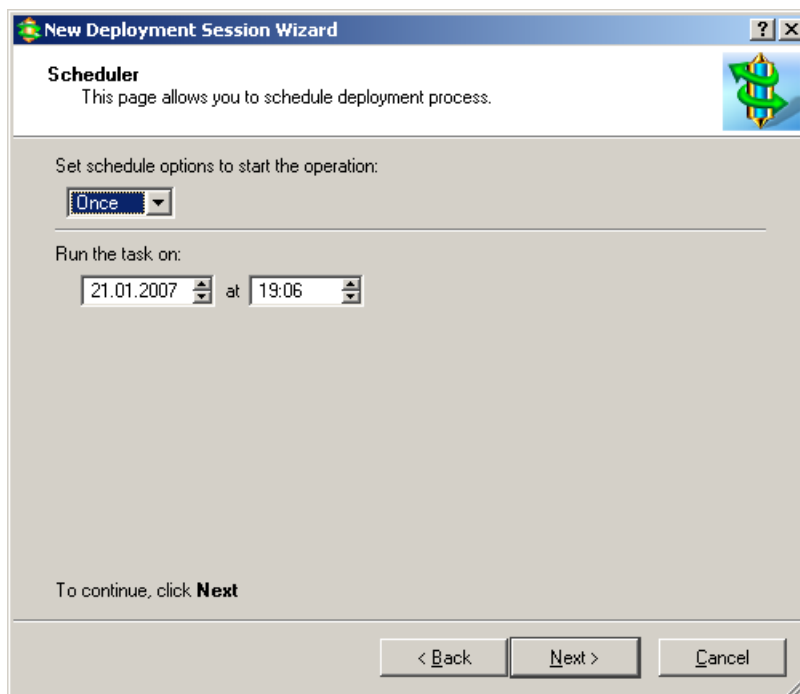 New Deployment Session Wizard
Scheduler
This page allows you to schedule deployment process.
Set schedule options to start the operation:
Once
Run the task on:
21.01.2007 at 19:06
To continue, click Next
< Back Next > Cancel